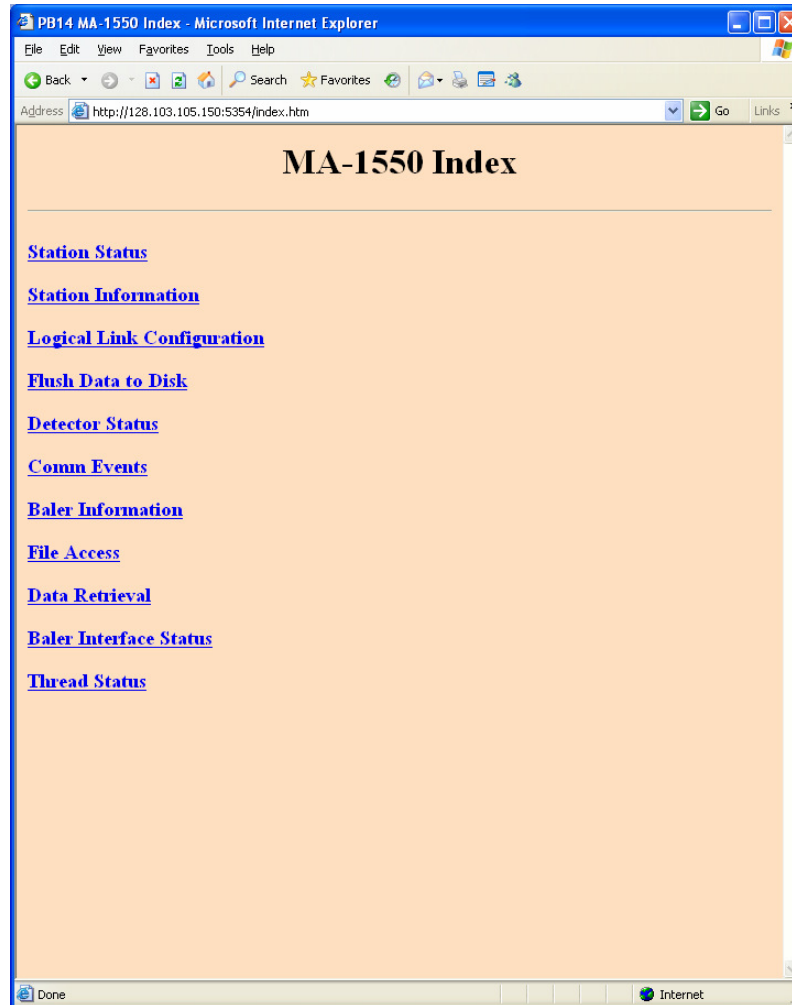 PB14 MA-1550 Index - Microsoft Internet Explorer
File Edit View Favorites Tools Help
Back Search Favorites
Address http://128.103.105.150:5354/index.htm Go Links
MA-1550 Index
Station Status
Station Information
Logical Link Configuration
Flush Data to Disk
Detector Status
Comm Events
Baler Information
File Access
Data Retrieval
Baler Interface Status
Thread Status
Done Internet